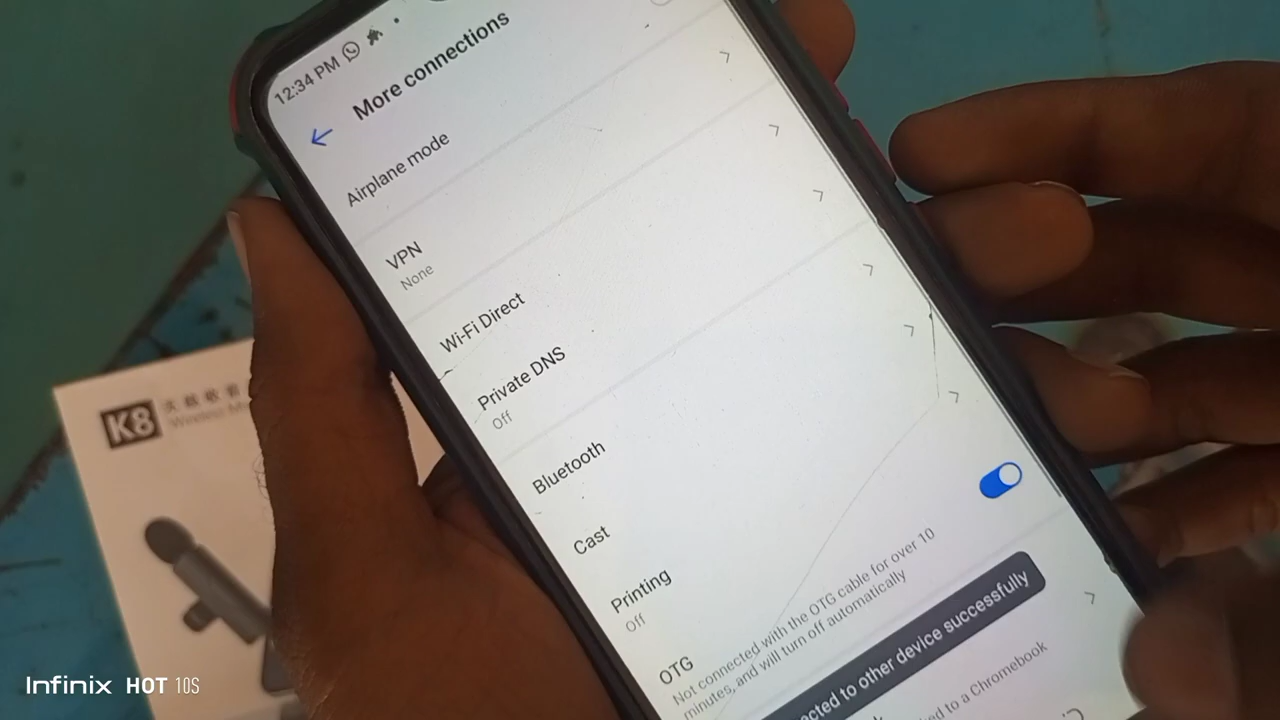 12:34 PM
More connections
Airplane mode
VPN
None
Wi-Fi Direct
Private DNS
Off
Bluetooth
Cast
Printing
Off
OTG
Not connected with the OTG cable for over 10
minutes, and will turn off automatically
to other device successfully
to a Chromebook
K8
Wireless
Infinix HOT 10S